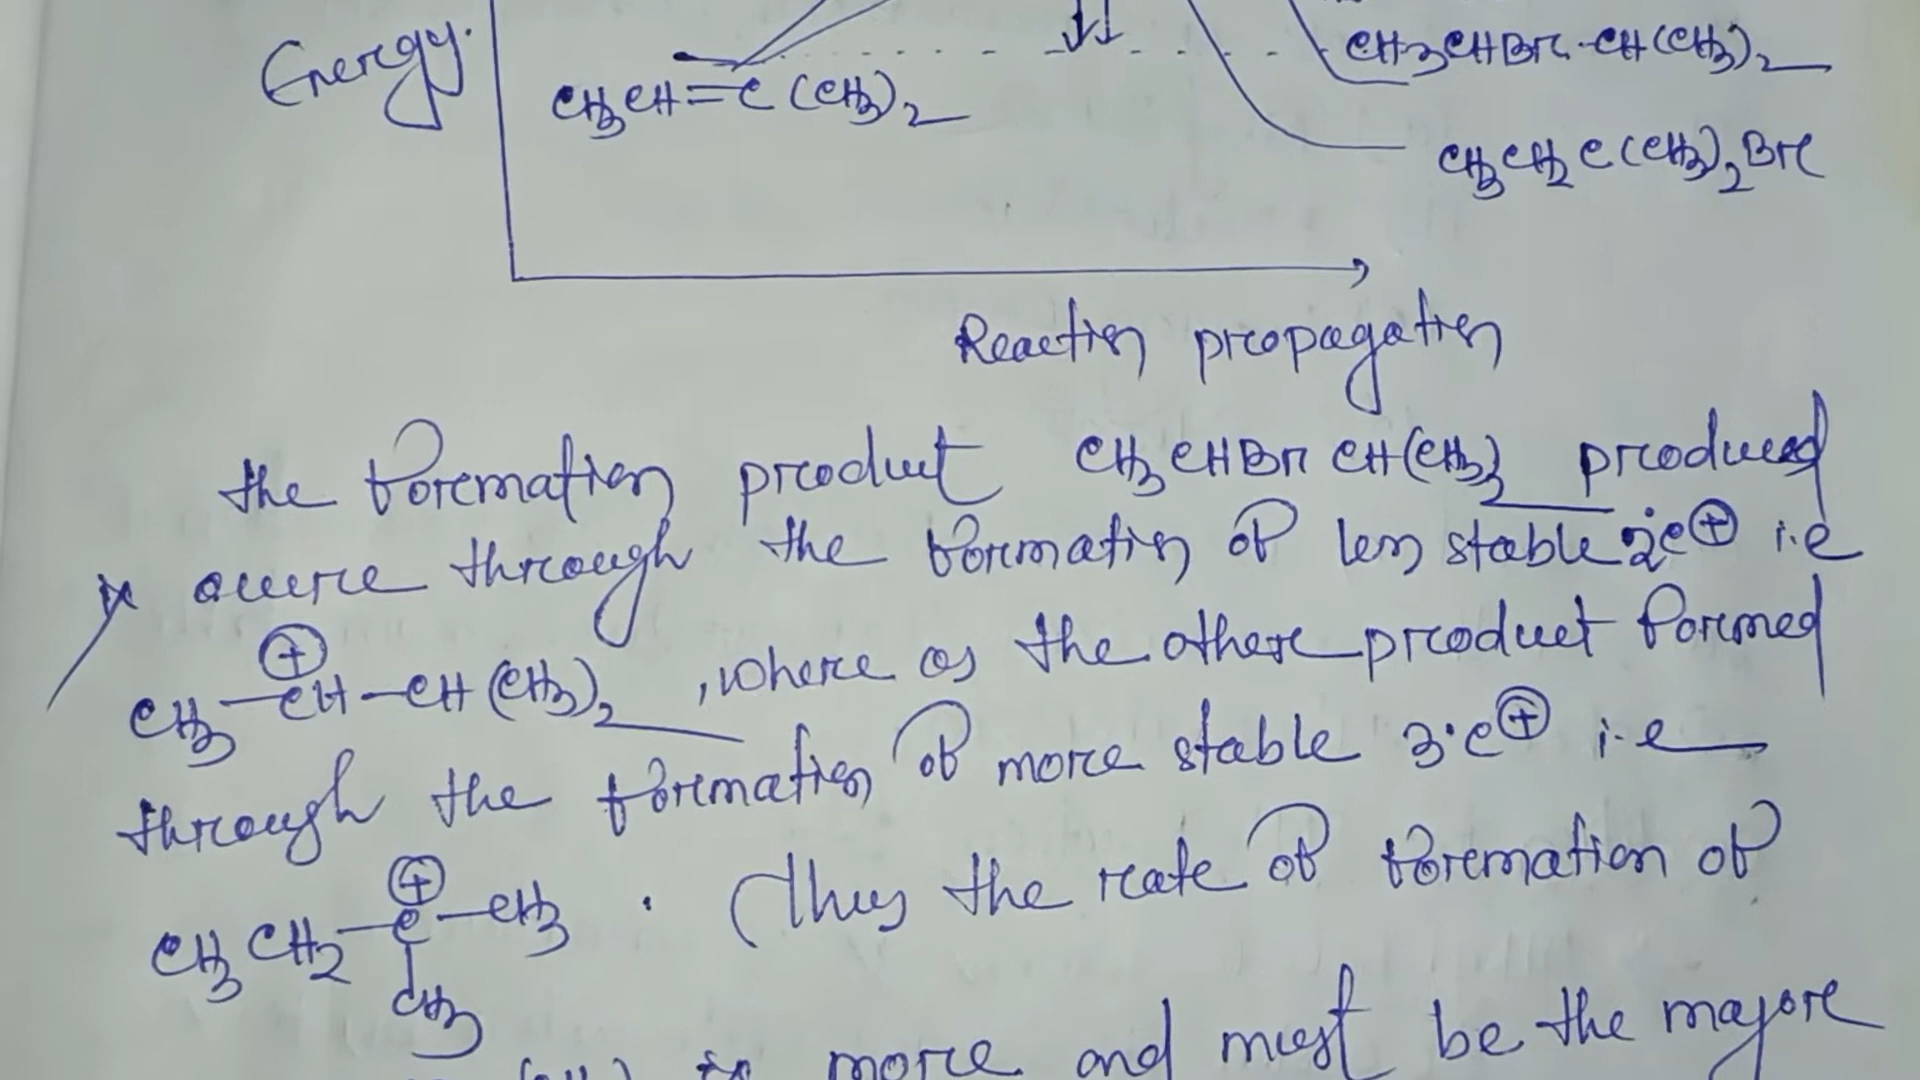 Energy.
CH3CHBr-CH(CH3)2
CH3CH=C(CH3)2
CH3CH2C(CH3)2Br
Reaction propagation
the formation product CH3CHBrCH(CH3)2 produced
occure through the formation of less stable 2°C⊕ i.e
CH3-C⊕H-CH(CH3)2, where as the other product formed
through the formation of more stable 3°C⊕ i.e
CH3CH2-C⊕-CH3. Thus the rate of formation of
CH3
is more and must be the major